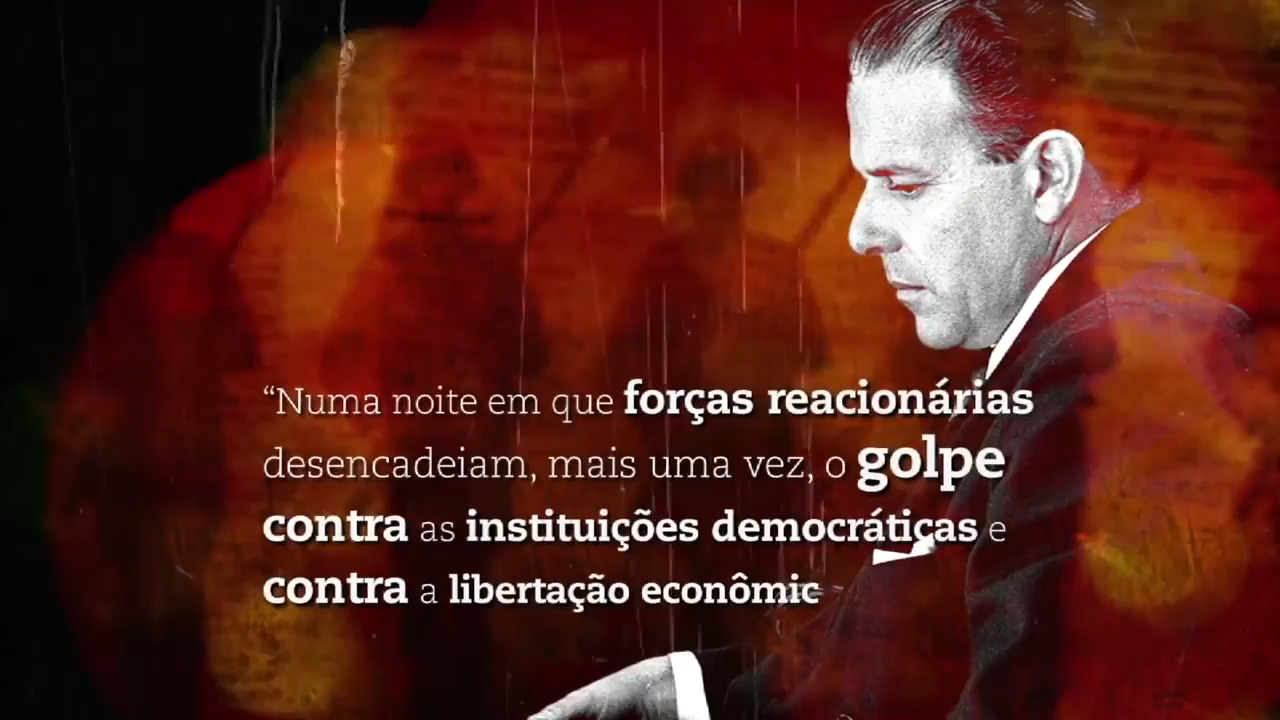 “Numa noite em que forças reacionárias
desencadeiam, mais uma vez, o golpe
contra as instituições democráticas e
contra a libertação econômic